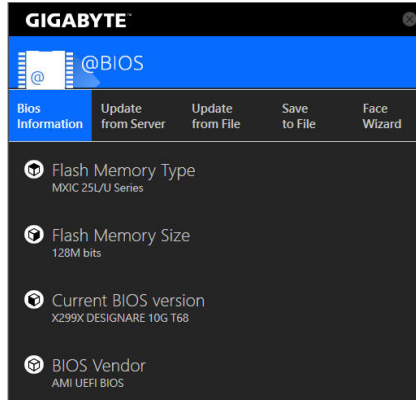 GIGABYTE™
@
@BIOS
Bios Information
Update from Server
Update from File
Save to File
Face Wizard
Flash Memory Type
MXIC 25L/U Series
Flash Memory Size
128M bits
Current BIOS version
X299X DESIGNARE 10G T68
BIOS Vendor
AMI UEFI BIOS